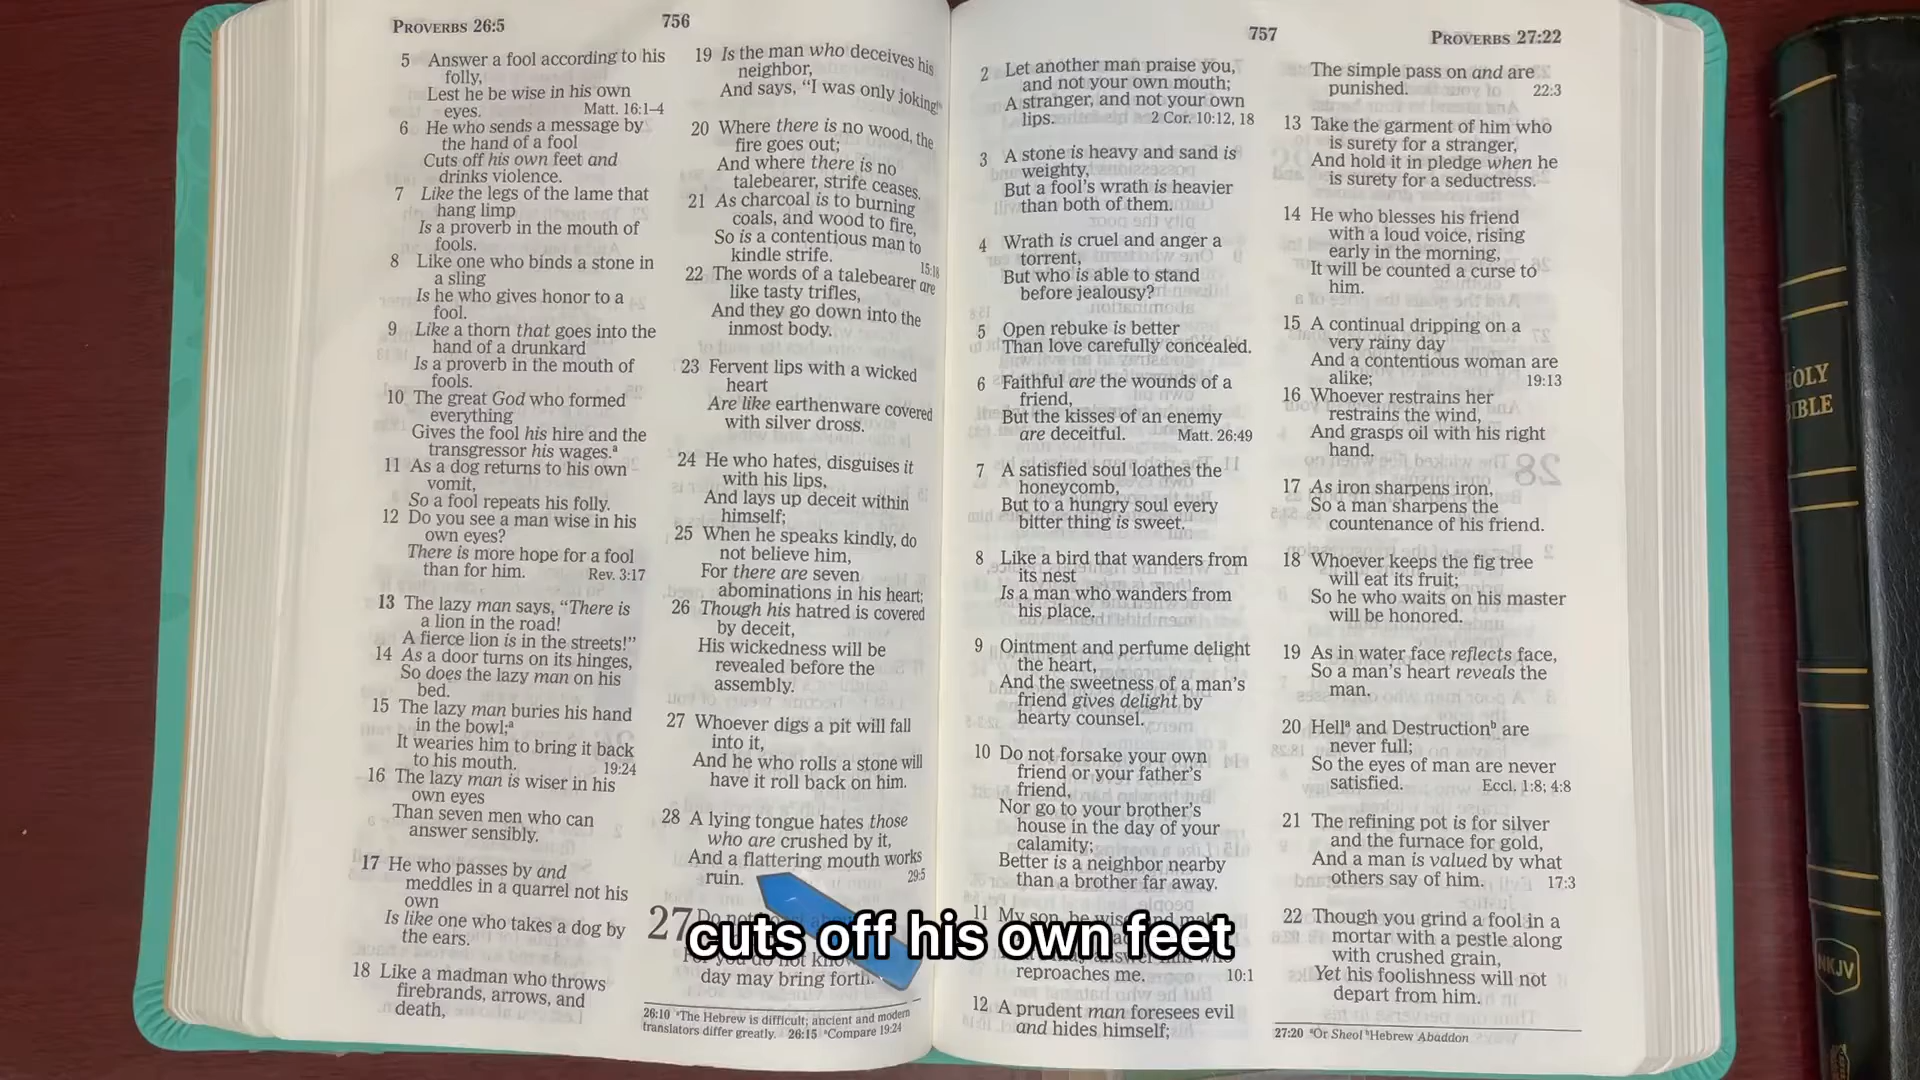 PROVERBS 26:5
756
5 Answer a fool according to his
folly,
Lest he be wise in his own
eyes. Matt. 16:1–4
6 He who sends a message by
the hand of a fool
Cuts off his own feet and
drinks violence.
7 Like the legs of the lame that
hang limp
Is a proverb in the mouth of
fools.
8 Like one who binds a stone in
a sling
Is he who gives honor to a
fool.
9 Like a thorn that goes into the
hand of a drunkard
Is a proverb in the mouth of
fools.
10 The great God who formed
everything
Gives the fool his hire and the
transgressor his wages.ᵃ
11 As a dog returns to his own
vomit,
So a fool repeats his folly.
12 Do you see a man wise in his
own eyes?
There is more hope for a fool
than for him. Rev. 3:17
13 The lazy man says, “There is
a lion in the road!
A fierce lion is in the streets!”
14 As a door turns on its hinges,
So does the lazy man on his
bed.
15 The lazy man buries his hand
in the bowl;ᵃ
It wearies him to bring it back
to his mouth. 19:24
16 The lazy man is wiser in his
own eyes
Than seven men who can
answer sensibly.
17 He who passes by and
meddles in a quarrel not his
own
Is like one who takes a dog by
the ears.
18 Like a madman who throws
firebrands, arrows, and
death,
19 Is the man who deceives his
neighbor,
And says, “I was only joking!”
20 Where there is no wood, the
fire goes out;
And where there is no
talebearer, strife ceases.
21 As charcoal is to burning
coals, and wood to fire,
So is a contentious man to
kindle strife. 15:18
22 The words of a talebearer are
like tasty trifles,
And they go down into the
inmost body.
23 Fervent lips with a wicked
heart
Are like earthenware covered
with silver dross.
24 He who hates, disguises it
with his lips,
And lays up deceit within
himself;
25 When he speaks kindly, do
not believe him,
For there are seven
abominations in his heart;
26 Though his hatred is covered
by deceit,
His wickedness will be
revealed before the
assembly.
27 Whoever digs a pit will fall
into it,
And he who rolls a stone will
have it roll back on him.
28 A lying tongue hates those
who are crushed by it,
And a flattering mouth works
ruin. 29:5
27 Do not
For you do not know
day may bring forth.
26:10 ᵃThe Hebrew is difficult; ancient and modern
translators differ greatly. 26:15 ᵃCompare 19:24
757
PROVERBS 27:22
2 Let another man praise you,
and not your own mouth;
A stranger, and not your own
lips. 2 Cor. 10:12, 18
3 A stone is heavy and sand is
weighty,
But a fool’s wrath is heavier
than both of them.
4 Wrath is cruel and anger a
torrent,
But who is able to stand
before jealousy?
5 Open rebuke is better
Than love carefully concealed.
6 Faithful are the wounds of a
friend,
But the kisses of an enemy
are deceitful. Matt. 26:49
7 A satisfied soul loathes the
honeycomb,
But to a hungry soul every
bitter thing is sweet.
8 Like a bird that wanders from
its nest
Is a man who wanders from
his place.
9 Ointment and perfume delight
the heart,
And the sweetness of a man’s
friend gives delight by
hearty counsel.
10 Do not forsake your own
friend or your father’s
friend,
Nor go to your brother’s
house in the day of your
calamity;
Better is a neighbor nearby
than a brother far away.
11 My son, be wise, and make
reproaches me. 10:1
12 A prudent man foresees evil
and hides himself;
The simple pass on and are
punished. 22:3
13 Take the garment of him who
is surety for a stranger,
And hold it in pledge when he
is surety for a seductress.
14 He who blesses his friend
with a loud voice, rising
early in the morning,
It will be counted a curse to
him.
15 A continual dripping on a
very rainy day
And a contentious woman are
alike; 19:13
16 Whoever restrains her
restrains the wind,
And grasps oil with his right
hand.
17 As iron sharpens iron,
So a man sharpens the
countenance of his friend.
18 Whoever keeps the fig tree
will eat its fruit;
So he who waits on his master
will be honored.
19 As in water face reflects face,
So a man’s heart reveals the
man.
20 Hellᵃ and Destructionᵇ are
never full;
So the eyes of man are never
satisfied. Eccl. 1:8; 4:8
21 The refining pot is for silver
and the furnace for gold,
And a man is valued by what
others say of him. 17:3
22 Though you grind a fool in a
mortar with a pestle along
with crushed grain,
Yet his foolishness will not
depart from him.
27:20 ᵃOr Sheol ᵇHebrew Abaddon
cuts off his own feet
HOLY
BIBLE
NKJV